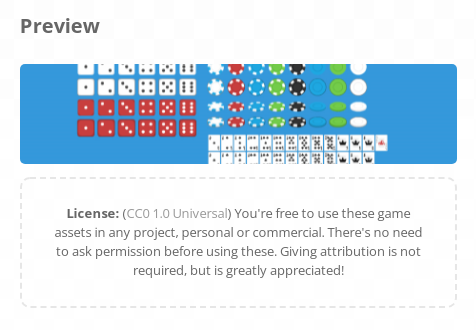 Preview
License: (CC0 1.0 Universal) You're free to use these game
assets in any project, personal or commercial. There's no need
to ask permission before using these. Giving attribution is not
required, but is greatly appreciated!